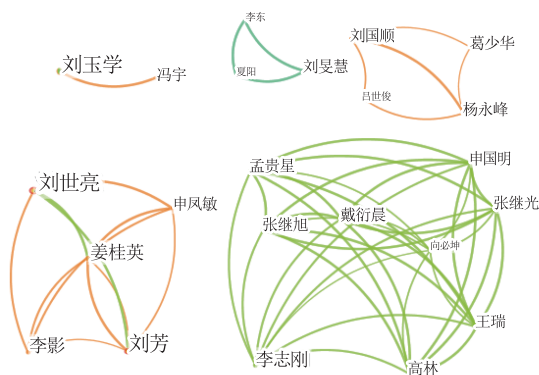 刘玉学
冯宇
李东
夏阳
刘旻慧
刘国顺
葛少华
吕世俊
杨永峰
刘世亮
申凤敏
姜桂英
李影
刘芳
孟贵星
申国明
张继旭
戴衍晨
张继光
向必坤
王瑞
李志刚
高林